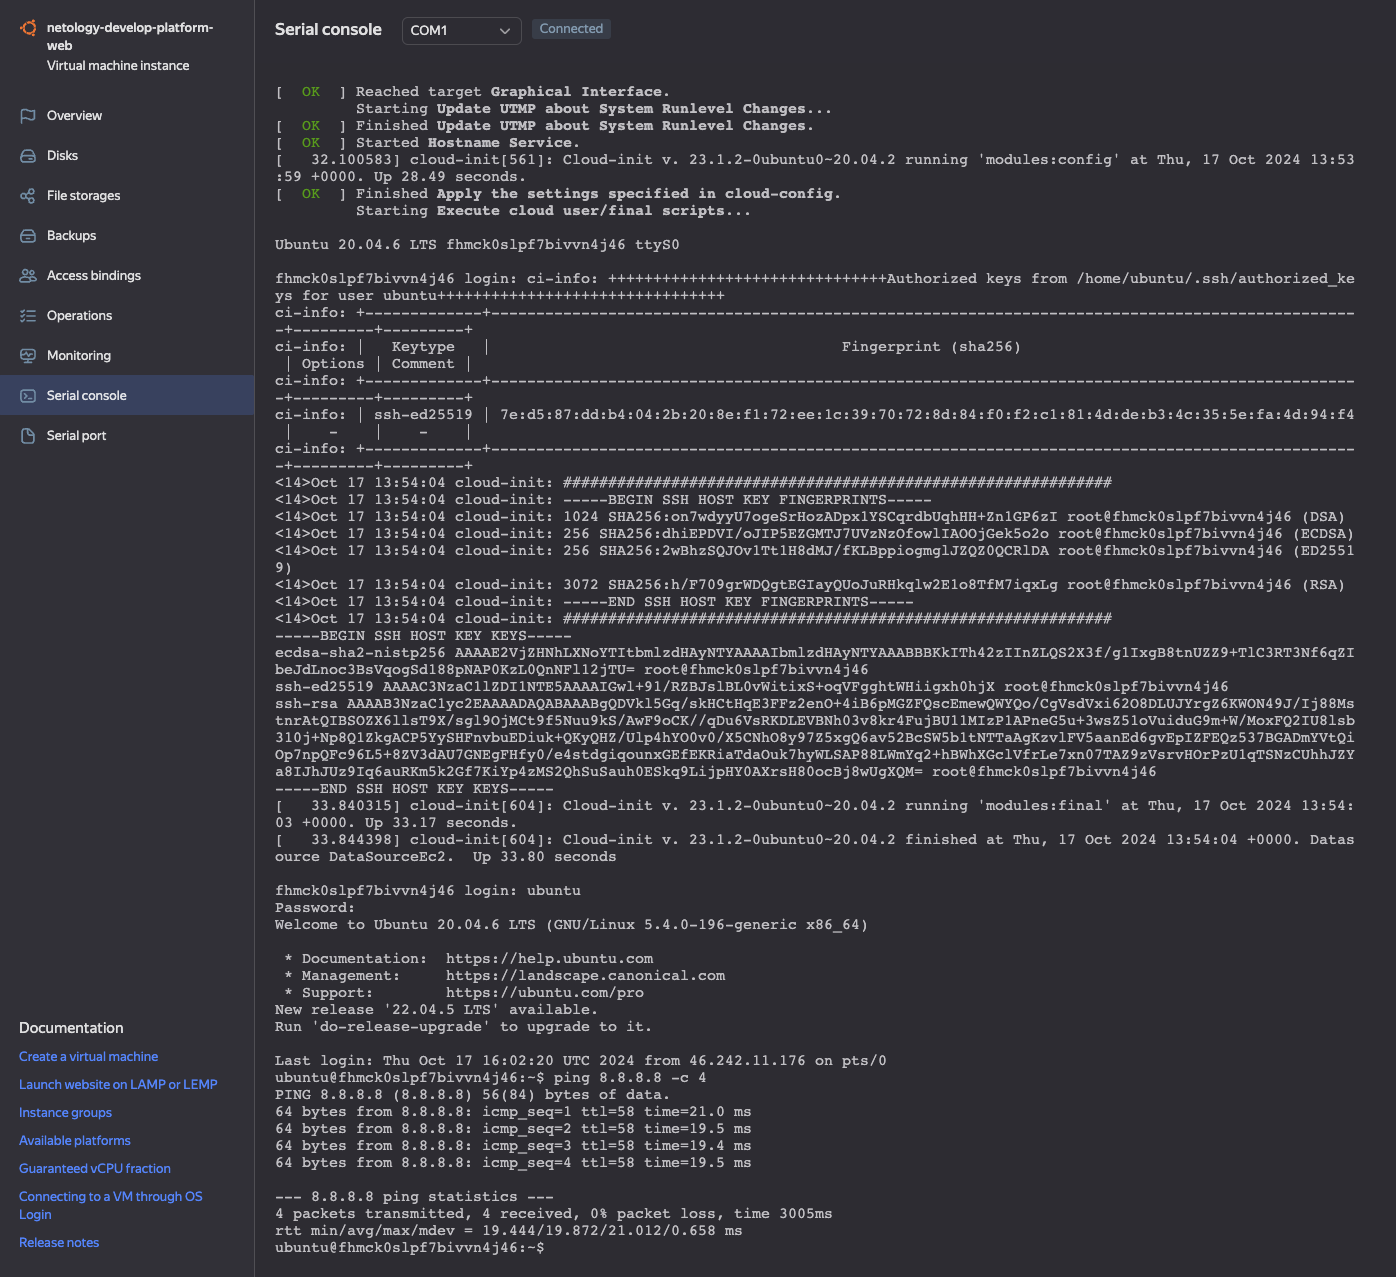 netology-develop-platform-
web
Virtual machine instance
Overview
Disks
File storages
Backups
Access bindings
Operations
Monitoring
Serial console
Serial port
Documentation
Create a virtual machine
Launch website on LAMP or LEMP
Instance groups
Available platforms
Guaranteed vCPU fraction
Connecting to a VM through OS
Login
Release notes
Serial console
COM1
Connected
[  OK  ] Reached target Graphical Interface.
         Starting Update UTMP about System Runlevel Changes...
[  OK  ] Finished Update UTMP about System Runlevel Changes.
[  OK  ] Started Hostname Service.
[   32.100583] cloud-init[561]: Cloud-init v. 23.1.2-0ubuntu0~20.04.2 running 'modules:config' at Thu, 17 Oct 2024 13:53
:59 +0000. Up 28.49 seconds.
[  OK  ] Finished Apply the settings specified in cloud-config.
         Starting Execute cloud user/final scripts...
Ubuntu 20.04.6 LTS fhmck0slpf7bivvn4j46 ttyS0
fhmck0slpf7bivvn4j46 login: ci-info: +++++++++++++++++++++++++++++++Authorized keys from /home/ubuntu/.ssh/authorized_ke
ys for user ubuntu++++++++++++++++++++++++++++++++
ci-info: +-------------+------------------------------------------------------------------------------------------------
-+---------+---------+
ci-info: |   Keytype   |                                       Fingerprint (sha256)
 | Options | Comment |
ci-info: +-------------+------------------------------------------------------------------------------------------------
-+---------+---------+
ci-info: | ssh-ed25519 | 7e:d5:87:dd:b4:04:2b:20:8e:f1:72:ee:1c:39:70:72:8d:84:f0:f2:c1:81:4d:de:b3:4c:35:5e:fa:4d:94:f4
 |    -    |    -    |
ci-info: +-------------+------------------------------------------------------------------------------------------------
-+---------+---------+
<14>Oct 17 13:54:04 cloud-init: #############################################################
<14>Oct 17 13:54:04 cloud-init: -----BEGIN SSH HOST KEY FINGERPRINTS-----
<14>Oct 17 13:54:04 cloud-init: 1024 SHA256:on7wdyyU7ogeSrHozADpx1YSCqrdbUqhHH+Zn1GP6zI root@fhmck0slpf7bivvn4j46 (DSA)
<14>Oct 17 13:54:04 cloud-init: 256 SHA256:dhiEPDVI/oJIP5EZGMTJ7UVzNzOfowlIAOOjGek5o2o root@fhmck0slpf7bivvn4j46 (ECDSA)
<14>Oct 17 13:54:04 cloud-init: 256 SHA256:2wBhzSQJOv1Tt1H8dMJ/fKLBppiogmglJZQZ0QCRlDA root@fhmck0slpf7bivvn4j46 (ED2551
9)
<14>Oct 17 13:54:04 cloud-init: 3072 SHA256:h/F709grWDQgtEGIayQUoJuRHkqlw2E1o8TfM7iqxLg root@fhmck0slpf7bivvn4j46 (RSA)
<14>Oct 17 13:54:04 cloud-init: -----END SSH HOST KEY FINGERPRINTS-----
<14>Oct 17 13:54:04 cloud-init: #############################################################
-----BEGIN SSH HOST KEY KEYS-----
ecdsa-sha2-nistp256 AAAAE2VjZHNhLXNoYTItbmlzdHAyNTYAAAAIbmlzdHAyNTYAAABBBKkITh42zIInZLQS2X3f/g1IxgB8tnUZZ9+TlC3RT3Nf6qZI
beJdLnoc3BsVqogSdl88pNAP0KzL0QnNFl12jTU= root@fhmck0slpf7bivvn4j46
ssh-ed25519 AAAAC3NzaC1lZDI1NTE5AAAAIGwl+91/RZBJslBL0vWitixS+oqVFgghtWHiigxh0hjX root@fhmck0slpf7bivvn4j46
ssh-rsa AAAAB3NzaC1yc2EAAAADAQABAAABgQDVkl5Gq/skHCtHqE3FFz2enO+4iB6pMGZFQscEmewQWYQo/CgVsdVxi62O8DLUJYrgZ6KWON49J/Ij88Ms
tnrAtQIBSOZX6llsT9X/sgl9OjMCt9f5Nuu9kS/AwF9oCK//qDu6VsRKDLEVBNh03v8kr4FujBU11MIzP1APneG5u+3wsZ51oVuiduG9m+W/MoxFQ2IU8lsb
310j+Np8Q1ZkgACP5YySHFnvbuEDiuk+QKyQHZ/Ulp4hYO0v0/X5CNhO8y97Z5xgQ6av52BcSW5b1tNTTaAgKzvlFV5aanEd6gvEpIZFEQz537BGADmYVtQi
Op7npQFc96L5+8ZV3dAU7GNEgFHfy0/e4stdgiqounxGEfEKRiaTdaOuk7hyWLSAP88LWmYq2+hBWhXGclVfrLe7xn07TAZ9zVsrvHOrPzU1qTSNzCUhhJZY
a8IJhJUz9Iq6auRKm5k2Gf7KiYp4zMS2QhSuSauh0ESkq9LijpHY0AXrsH80ocBj8wUgXQM= root@fhmck0slpf7bivvn4j46
-----END SSH HOST KEY KEYS-----
[   33.840315] cloud-init[604]: Cloud-init v. 23.1.2-0ubuntu0~20.04.2 running 'modules:final' at Thu, 17 Oct 2024 13:54:
03 +0000. Up 33.17 seconds.
[   33.844398] cloud-init[604]: Cloud-init v. 23.1.2-0ubuntu0~20.04.2 finished at Thu, 17 Oct 2024 13:54:04 +0000. Datas
ource DataSourceEc2.  Up 33.80 seconds
fhmck0slpf7bivvn4j46 login: ubuntu
Password:
Welcome to Ubuntu 20.04.6 LTS (GNU/Linux 5.4.0-196-generic x86_64)
 * Documentation:  https://help.ubuntu.com
 * Management:     https://landscape.canonical.com
 * Support:        https://ubuntu.com/pro
New release '22.04.5 LTS' available.
Run 'do-release-upgrade' to upgrade to it.
Last login: Thu Oct 17 16:02:20 UTC 2024 from 46.242.11.176 on pts/0
ubuntu@fhmck0slpf7bivvn4j46:~$ ping 8.8.8.8 -c 4
PING 8.8.8.8 (8.8.8.8) 56(84) bytes of data.
64 bytes from 8.8.8.8: icmp_seq=1 ttl=58 time=21.0 ms
64 bytes from 8.8.8.8: icmp_seq=2 ttl=58 time=19.5 ms
64 bytes from 8.8.8.8: icmp_seq=3 ttl=58 time=19.4 ms
64 bytes from 8.8.8.8: icmp_seq=4 ttl=58 time=19.5 ms
--- 8.8.8.8 ping statistics ---
4 packets transmitted, 4 received, 0% packet loss, time 3005ms
rtt min/avg/max/mdev = 19.444/19.872/21.012/0.658 ms
ubuntu@fhmck0slpf7bivvn4j46:~$